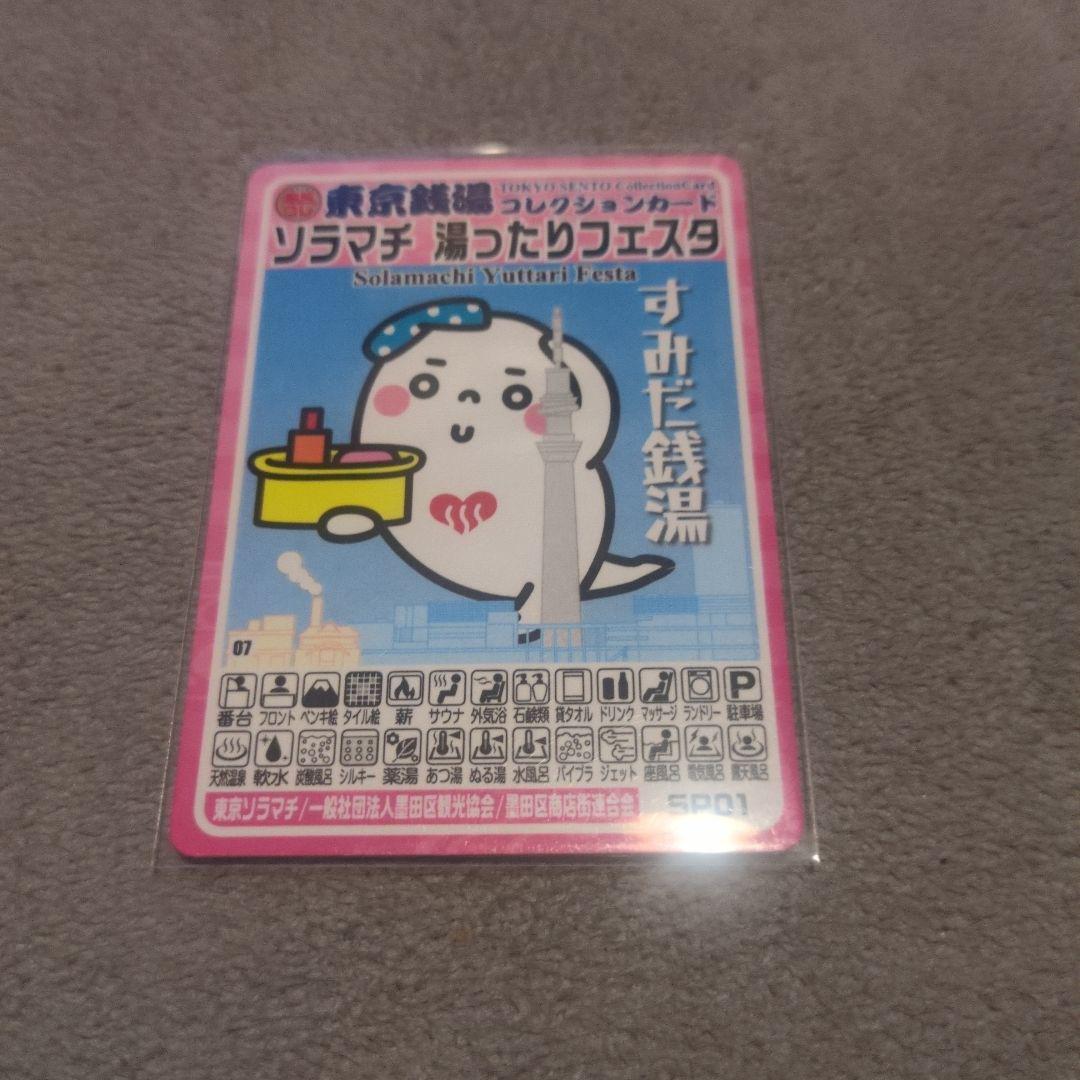 東京銭湯 TOKYO SENTO CollectionCard
コレクションカード
ソラマチ 湯ったりフェスタ
Solamachi Yuttari Festa
すみだ銭湯
07
番台 フロント ペンキ絵 タイル絵 薪 サウナ 外気浴 石鹸類 貸タオル ドリンク マッサージ ランドリー P 駐車場
天然温泉 軟水 炭酸風呂 シルキー 薬湯 あつ湯 ぬる湯 水風呂 バイブラ ジェット 座風呂 電気風呂 露天風呂
東京ソラマチ/一般社団法人墨田区観光協会/墨田区商店街連合会 SP01